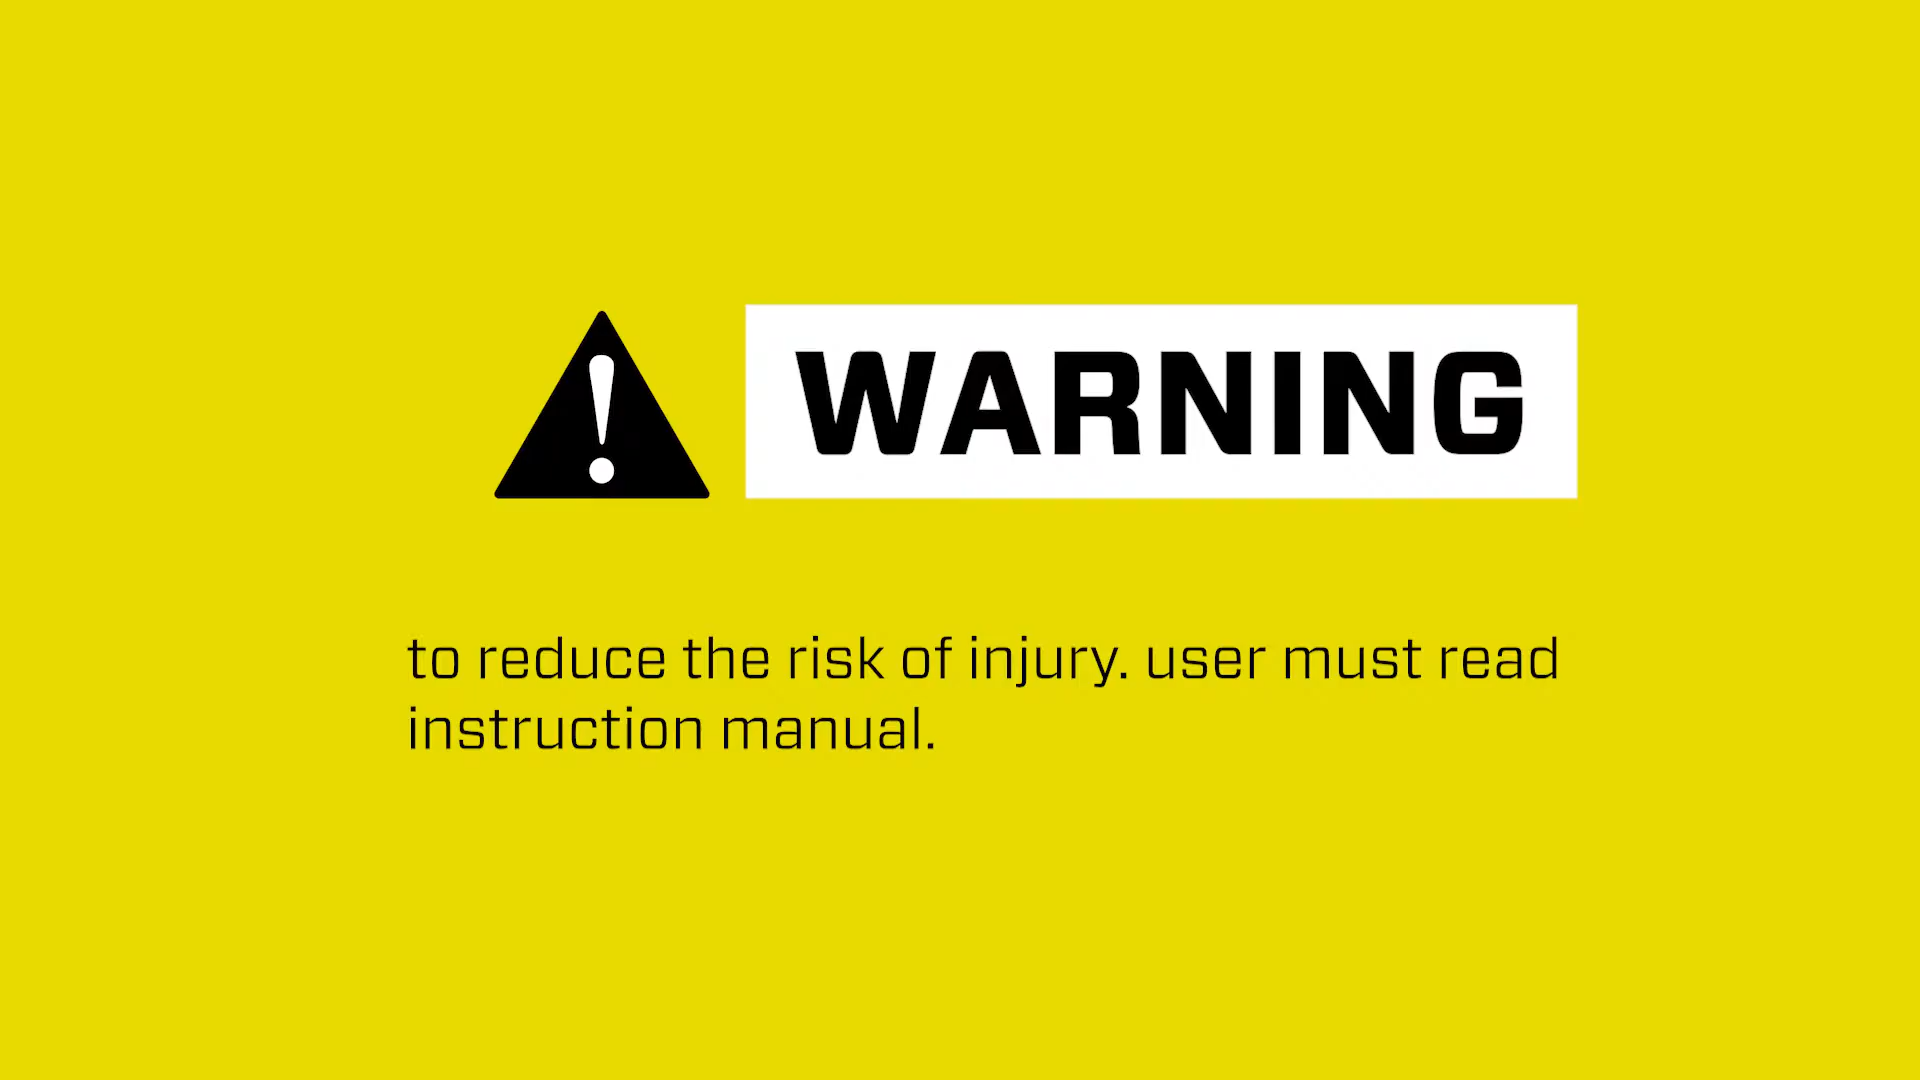 WARNING
to reduce the risk of injury. user must read
instruction manual.